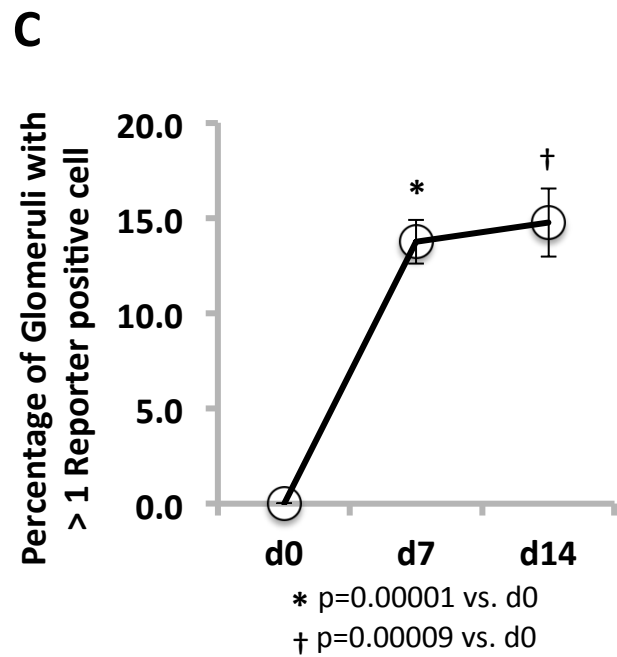 C
Percentage of Glomeruli with
> 1 Reporter positive cell
20.0
15.0
10.0
5.0
0.0
*
†
d0 d7 d14
* p=0.00001 vs. d0
† p=0.00009 vs. d0